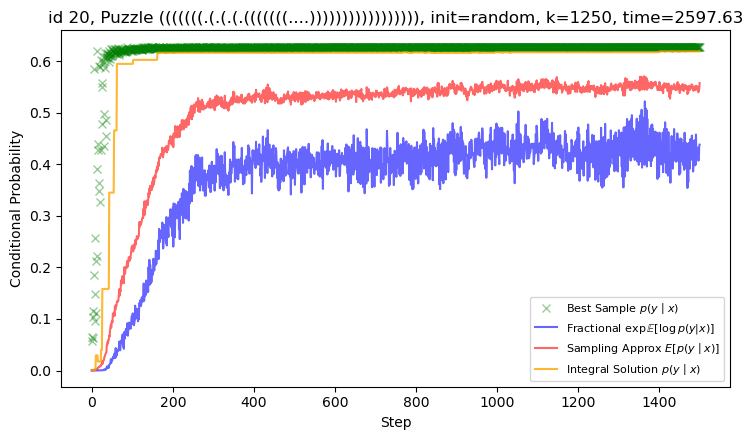 id 20, Puzzle (((((((.(.(.(.(((((((....)))))))))))))))))), init=random, k=1250, time=2597.63
Conditional Probability
0.6
0.5
0.4
0.3
0.2
0.1
0.0
Best Sample p(y | x)
Fractional exp𝔼[log p(y|x)]
Sampling Approx E[p(y | x)]
Integral Solution p(y | x)
0 200 400 600 800 1000 1200 1400
Step